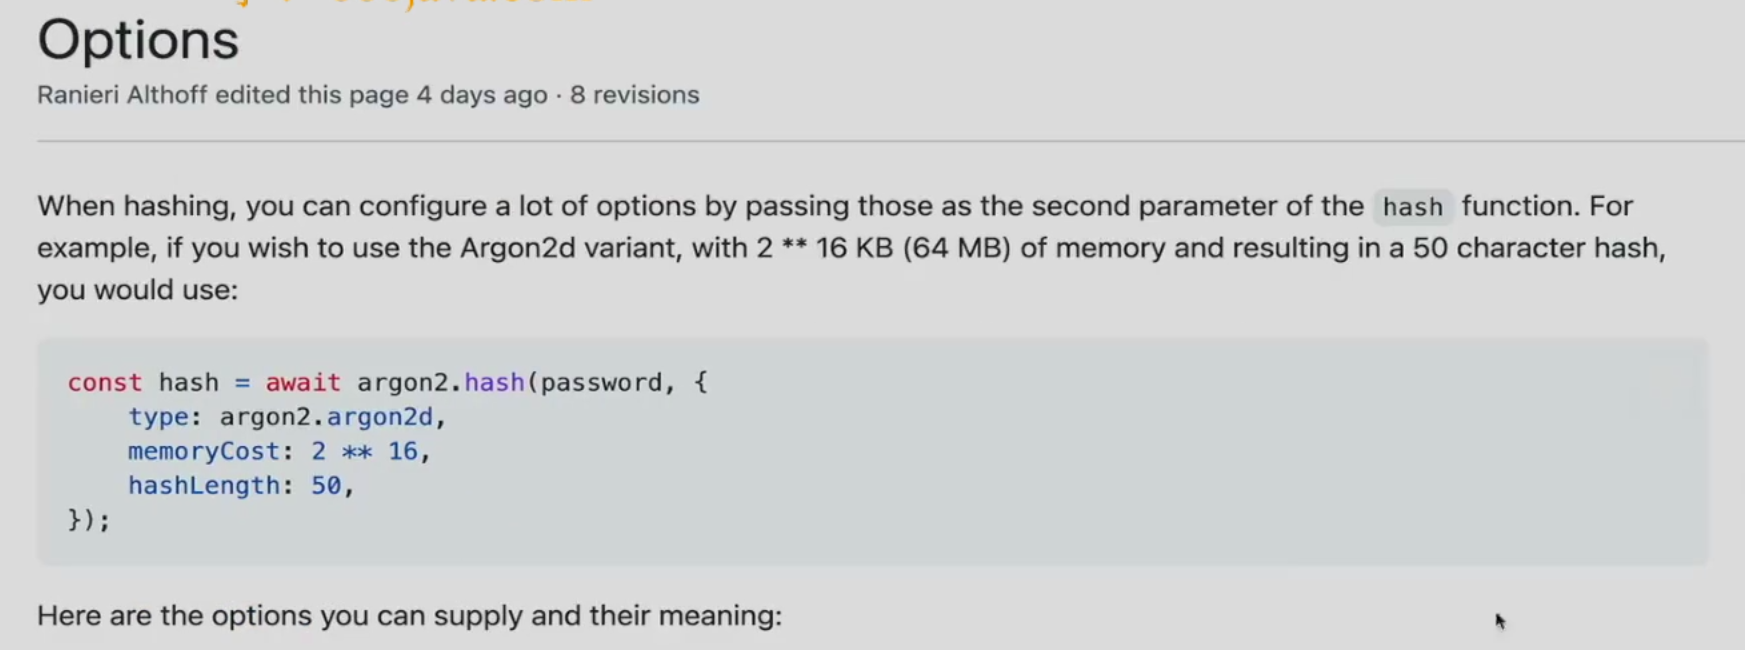 Options
Ranieri Althoff edited this page 4 days ago · 8 revisions
When hashing, you can configure a lot of options by passing those as the second parameter of the hash function. For
example, if you wish to use the Argon2d variant, with 2 ** 16 KB (64 MB) of memory and resulting in a 50 character hash,
you would use:
const hash = await argon2.hash(password, {
    type: argon2.argon2d,
    memoryCost: 2 ** 16,
    hashLength: 50,
});
Here are the options you can supply and their meaning: